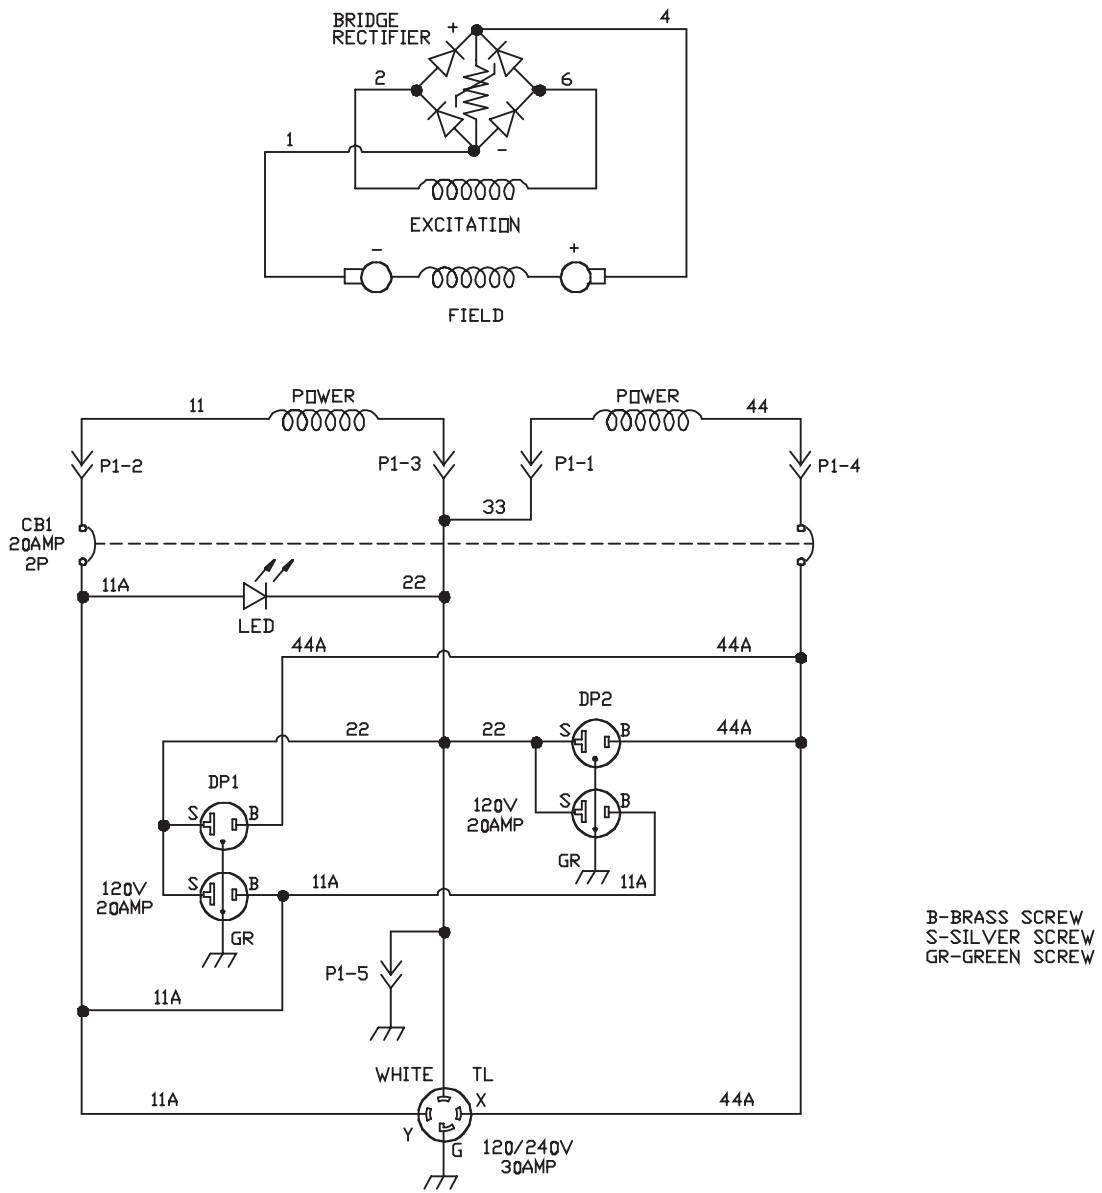 BRIDGE
RECTIFIER
+
4
2
6
1
−
EXCITATION
−
+
FIELD
POWER
POWER
11
44
P1-2
P1-3
P1-1
P1-4
33
CB1
20AMP
2P
11A
22
LED
44A
44A
DP2
22
22
S
B
44A
DP1
S
B
120V
20AMP
S
B
GR
11A
S
B
11A
120V
20AMP
GR
B-BRASS SCREW
S-SILVER SCREW
GR-GREEN SCREW
P1-5
11A
WHITE
TL
11A
X
44A
Y
G
120/240V
30AMP